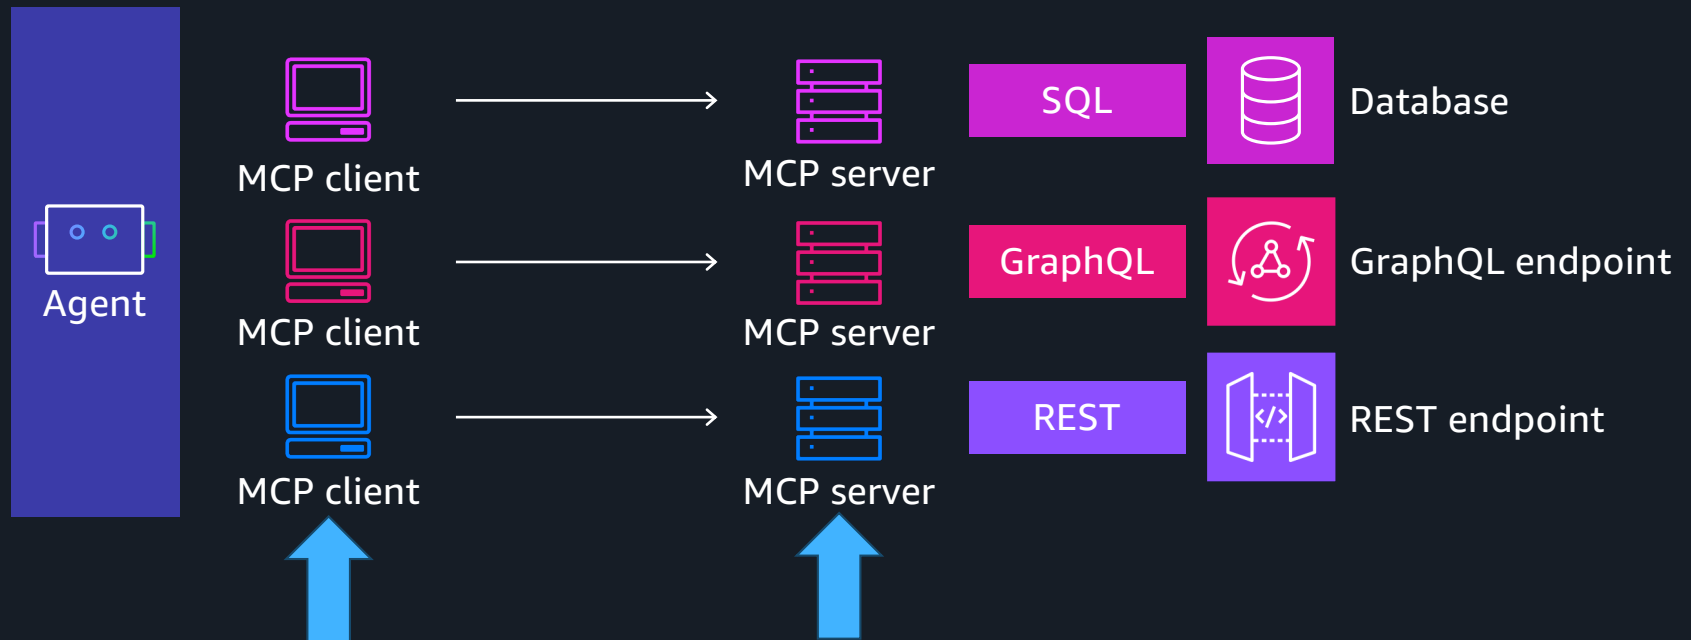 Agent
MCP client
MCP server
SQL
Database
MCP client
MCP server
GraphQL
GraphQL endpoint
MCP client
MCP server
REST
</>
REST endpoint